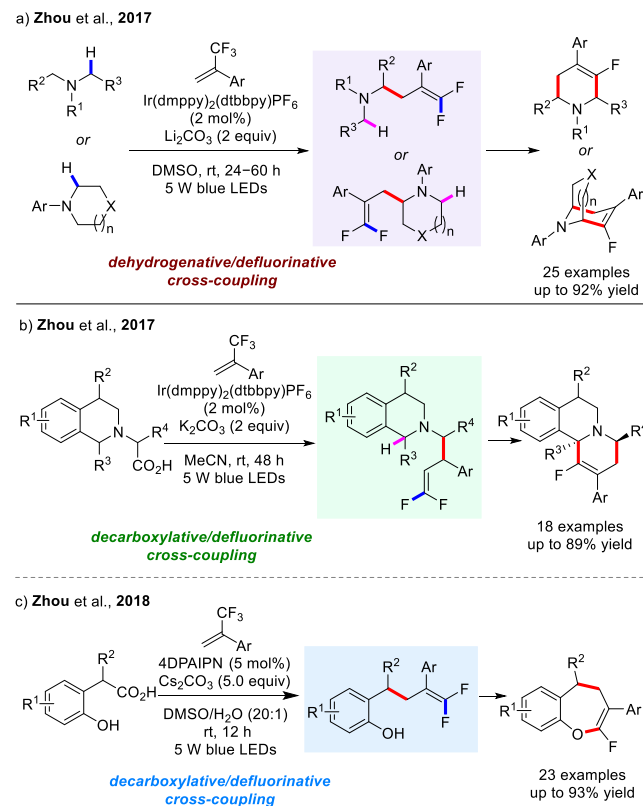 a) Zhou et al., 2017
H
R²
N
R³
R¹
or
H
Ar
N
X
n
CF₃
Ar
Ir(dmppy)₂(dtbbpy)PF6
(2 mol%)
Li₂CO₃ (2 equiv)
DMSO, rt, 24−60 h
5 W blue LEDs
R²
Ar
R¹
N
F
F
R³
H
or
Ar
Ar
N
H
F
F
X
n
Ar
F
R²
N
R³
R¹
or
X
n
Ar
Ar
N
F
dehydrogenative/defluorinative
cross-coupling
25 examples
up to 92% yield
b) Zhou et al., 2017
R²
R¹
N
R⁴
R³
CO₂H
CF₃
Ar
Ir(dmppy)₂(dtbbpy)PF6
(2 mol%)
K₂CO₃ (2 equiv)
MeCN, rt, 48 h
5 W blue LEDs
R²
R¹
N
R⁴
H
R³
Ar
F
F
R²
R¹
N
R³
F
Ar
decarboxylative/defluorinative
cross-coupling
18 examples
up to 89% yield
c) Zhou et al., 2018
R²
R¹
CO₂H
OH
CF₃
Ar
4DPAIPN (5 mol%)
Cs₂CO₃ (5.0 equiv)
DMSO/H₂O (20:1)
rt, 12 h
5 W blue LEDs
R²
Ar
R¹
F
OH
F
R²
R¹
Ar
O
F
decarboxylative/defluorinative
cross-coupling
23 examples
up to 93% yield